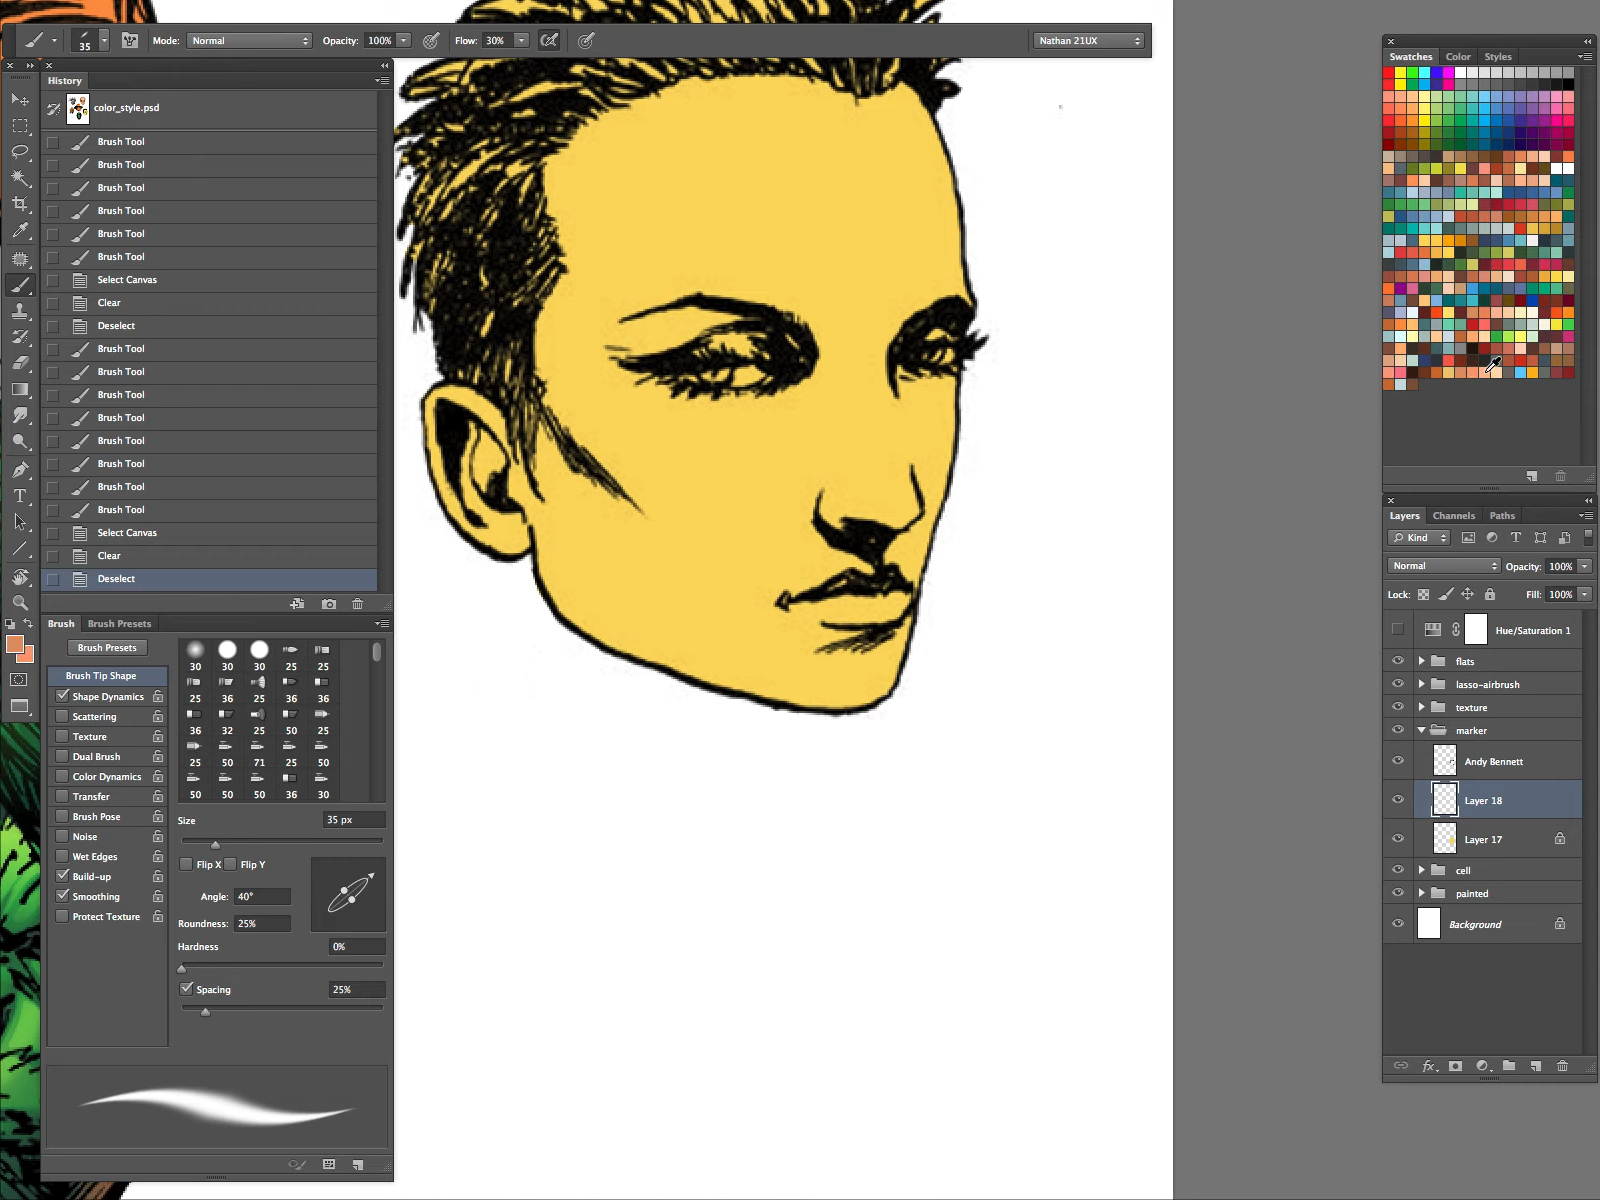 35
Mode: Normal
Opacity: 100%
Flow: 30%
Nathan 21UX
History
color_style.psd
Brush Tool
Brush Tool
Brush Tool
Brush Tool
Brush Tool
Brush Tool
Select Canvas
Clear
Deselect
Brush Tool
Brush Tool
Brush Tool
Brush Tool
Brush Tool
Brush Tool
Brush Tool
Brush Tool
Select Canvas
Clear
Deselect
Brush Brush Presets
Brush Presets
Brush Tip Shape
Shape Dynamics
Scattering
Texture
Dual Brush
Color Dynamics
Transfer
Brush Pose
Noise
Wet Edges
Build-up
Smoothing
Protect Texture
30 30 30 25 25
25 36 25 36 36
36 32 25 50 25
25 50 71 25 50
50 50 50 36 30
Size 35 px
Flip X Flip Y
Angle: 40°
Roundness: 25%
Hardness 0%
Spacing 25%
Swatches Color Styles
Layers Channels Paths
Kind
Normal Opacity: 100%
Lock: Fill: 100%
Hue/Saturation 1
flats
lasso-airbrush
texture
marker
Andy Bennett
Layer 18
Layer 17
cell
painted
Background